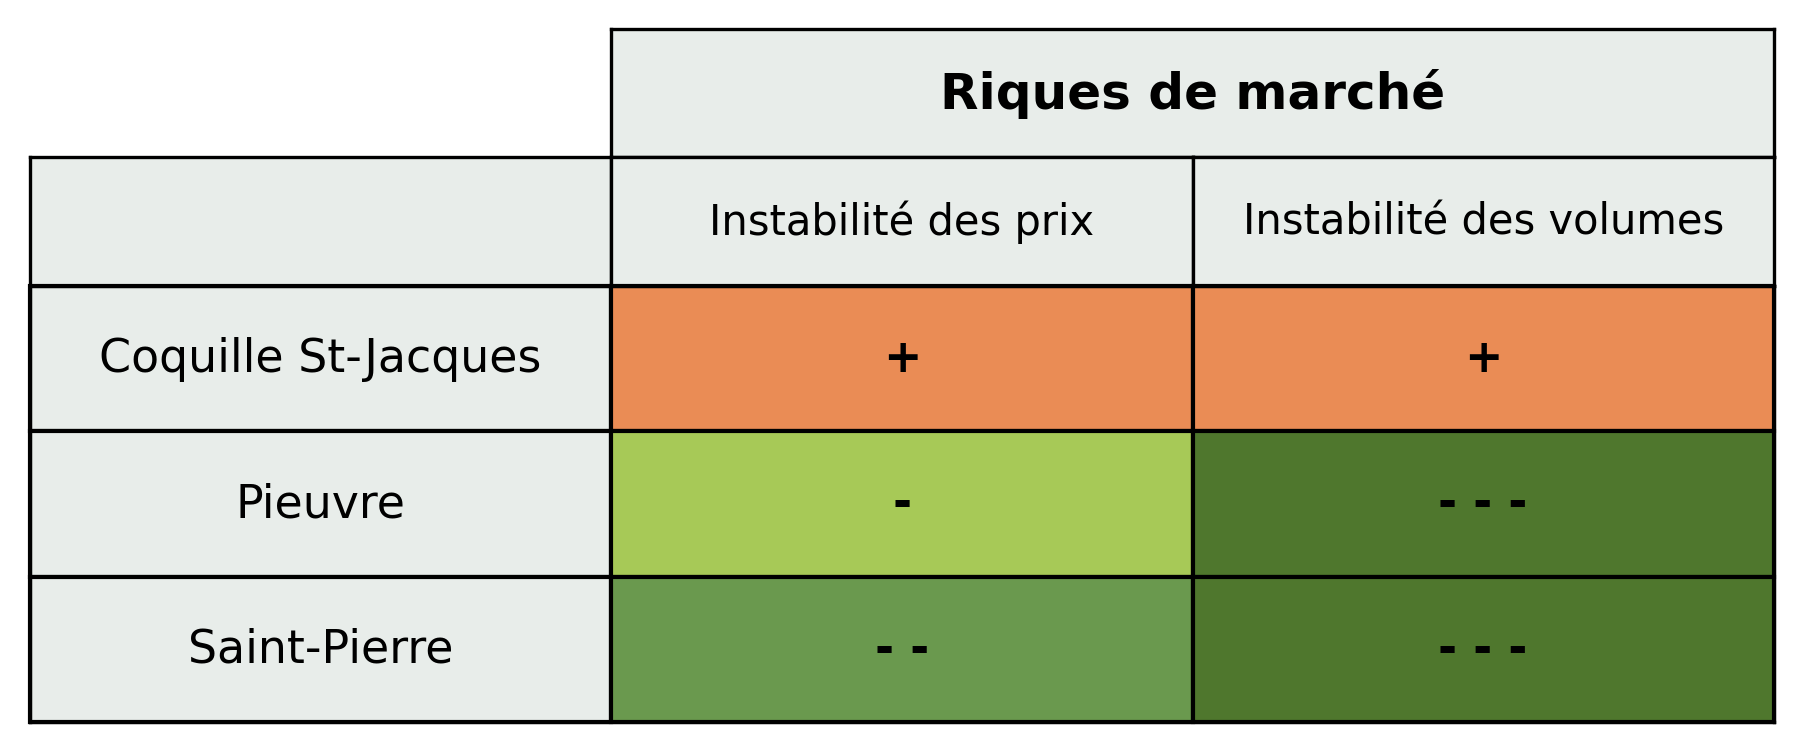 Riques de marché
Instabilité des prix Instabilité des volumes
Coquille St-Jacques + +
Pieuvre - - - -
Saint-Pierre - - - - -